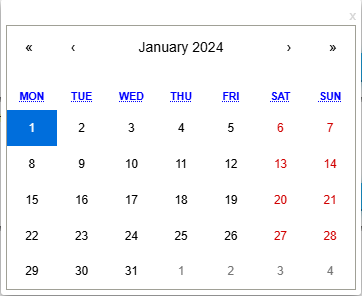 x
« ‹ January 2024 › »
MON TUE WED THU FRI SAT SUN
1 2 3 4 5 6 7
8 9 10 11 12 13 14
15 16 17 18 19 20 21
22 23 24 25 26 27 28
29 30 31 1 2 3 4